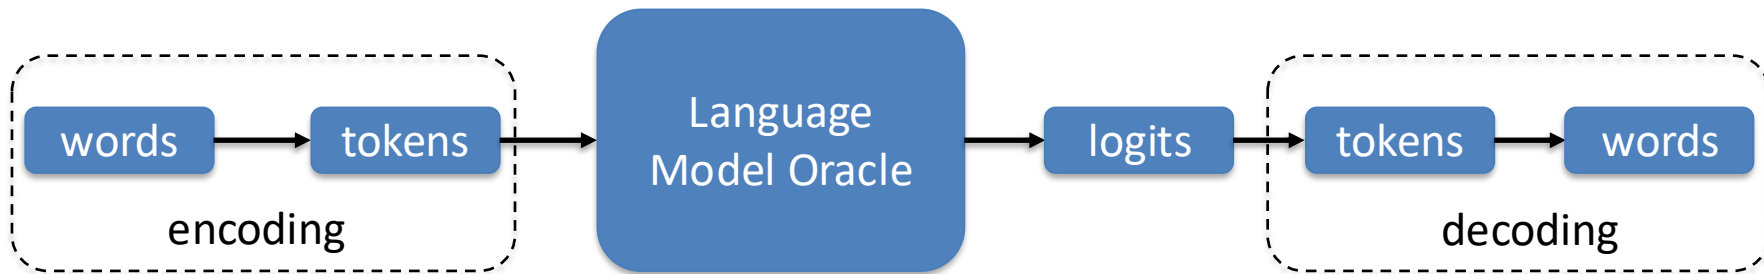 words
tokens
encoding
Language
Model Oracle
logits
tokens
words
decoding